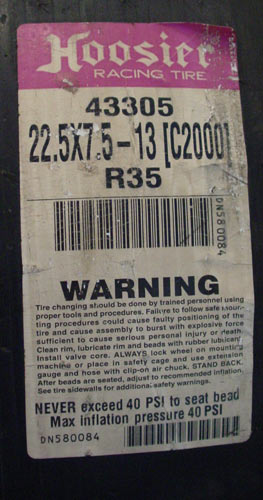 Hoosier
RACING TIRE
43305
22.5X7.5-13 [C2000]
R35
DN580084
WARNING
Tire changing should be done by trained personnel using
proper tools and procedures. Failure to follow safe moun-
ting procedures could cause faulty positioning of the
tire and cause assembly to burst with explosive force
sufficient to cause serious personal injury or death.
Clean rim, lubricate rim and beads with rubber lubricant
Install valve core. ALWAYS lock wheel on mounting
machine or place in safety cage and use extension
gauge and hose with clip-on air chuck. STAND BACK.
After beads are seated, adjust to recommended inflation.
See tire sidewalls for additional safety warnings.
NEVER exceed 40 PSI to seat bead
Max inflation pressure 40 PSI
DN580084